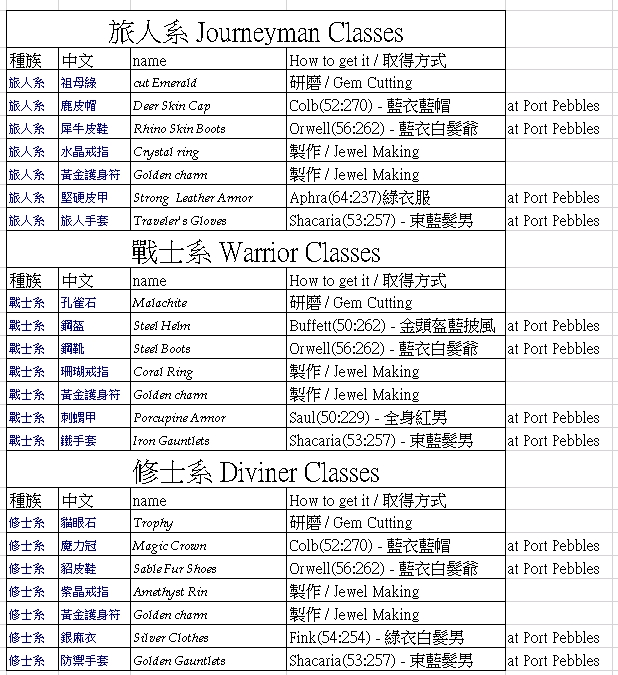 旅人系 Journeyman Classes
種族 中文 name How to get it / 取得方式
旅人系 祖母綠 cut Emerald 研磨 / Gem Cutting
旅人系 鹿皮帽 Deer Skin Cap Colb(52:270) - 藍衣藍帽 at Port Pebbles
旅人系 犀牛皮鞋 Rhino Skin Boots Orwell(56:262) - 藍衣白髮爺 at Port Pebbles
旅人系 水晶戒指 Crystal ring 製作 / Jewel Making
旅人系 黃金護身符 Golden charm 製作 / Jewel Making
旅人系 堅硬皮甲 Strong Leather Armor Aphra(64:237)綠衣服 at Port Pebbles
旅人系 旅人手套 Traveler's Gloves Shacaria(53:257) - 束藍髮男 at Port Pebbles
戰士系 Warrior Classes
種族 中文 name How to get it / 取得方式
戰士系 孔雀石 Malachite 研磨 / Gem Cutting
戰士系 鋼盔 Steel Helm Buffett(50:262) - 金頭盔藍披風 at Port Pebbles
戰士系 鋼靴 Steel Boots Orwell(56:262) - 藍衣白髮爺 at Port Pebbles
戰士系 珊瑚戒指 Coral Ring 製作 / Jewel Making
戰士系 黃金護身符 Golden charm 製作 / Jewel Making
戰士系 刺蝟甲 Porcupine Armor Saul(50:229) - 全身紅男 at Port Pebbles
戰士系 鐵手套 Iron Gauntlets Shacaria(53:257) - 束藍髮男 at Port Pebbles
修士系 Diviner Classes
種族 中文 name How to get it / 取得方式
修士系 貓眼石 Trophy 研磨 / Gem Cutting
修士系 魔力冠 Magic Crown Colb(52:270) - 藍衣藍帽 at Port Pebbles
修士系 貂皮鞋 Sable Fur Shoes Orwell(56:262) - 藍衣白髮爺 at Port Pebbles
修士系 紫晶戒指 Amethyst Rin 製作 / Jewel Making
修士系 黃金護身符 Golden charm 製作 / Jewel Making
修士系 銀麻衣 Silver Clothes Fink(54:254) - 綠衣白髮男 at Port Pebbles
修士系 防禦手套 Golden Gauntlets Shacaria(53:257) - 束藍髮男 at Port Pebbles